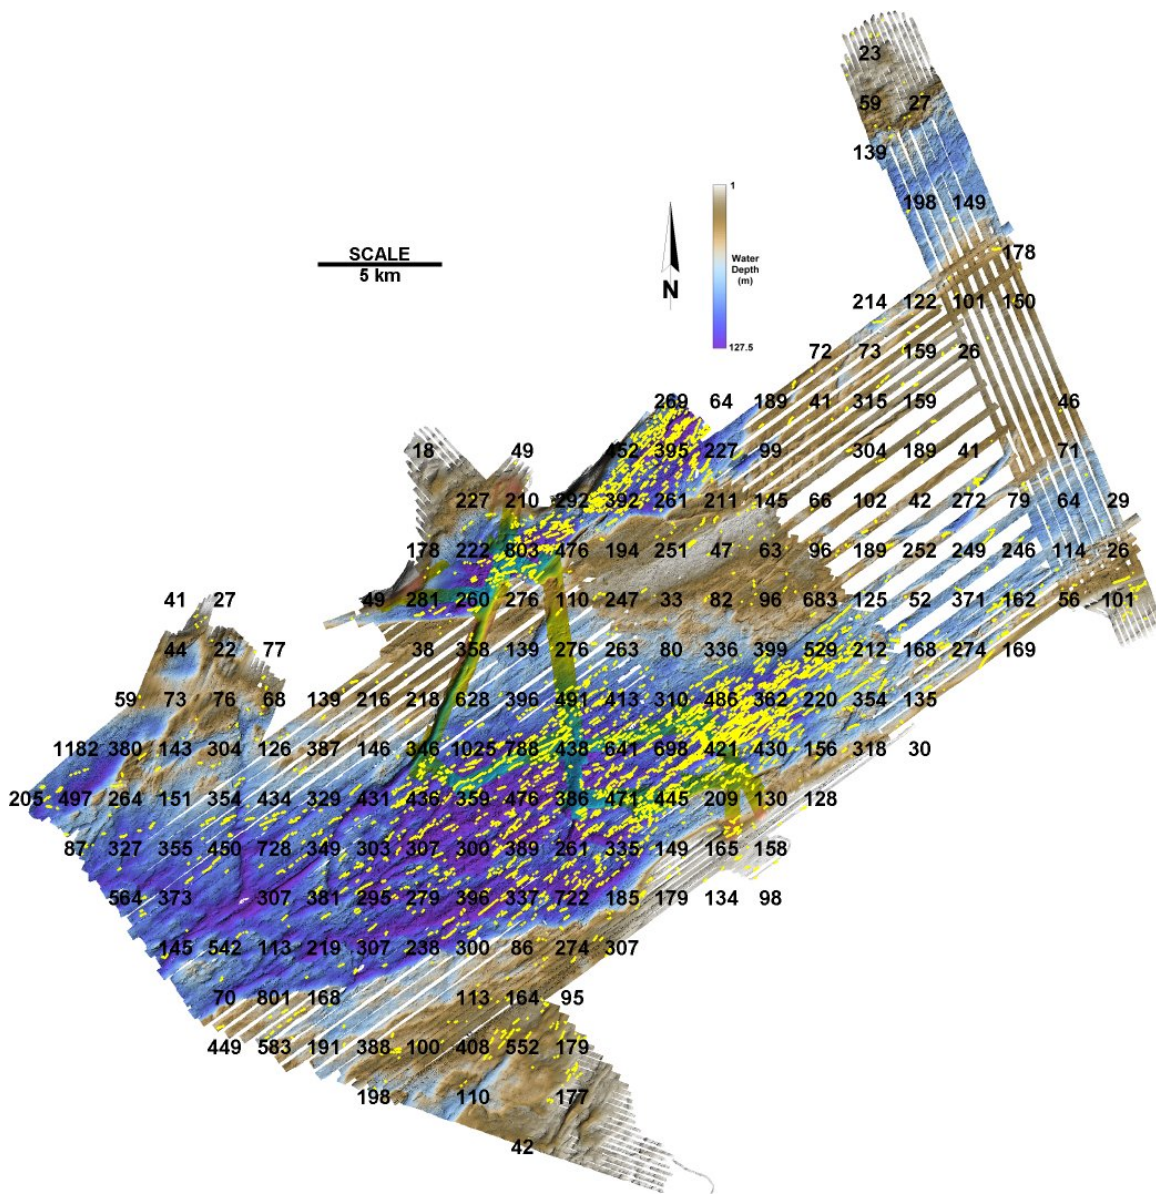 23
59 27
139
198 149
1
Water
Depth
(m)
127.5
N
SCALE
5 km
178
214 122 101 150
72 73 159 26
269 64 189 41 315 159 46
18 49 452 395 227 99 304 189 41 71
227 210 292 392 261 211 145 66 102 42 272 79 64 29
178 222 803 476 194 251 47 63 96 189 252 249 246 114 26
41 27 49 281 260 276 110 247 33 82 96 683 125 52 371 162 56 101
44 22 77 38 358 139 276 263 80 336 399 529 212 168 274 169
59 73 76 68 139 216 218 628 396 491 413 310 486 362 220 354 135
1182 380 143 304 126 387 146 346 1025 788 438 641 698 421 430 156 318 30
205 497 264 151 354 434 329 431 436 359 476 386 471 445 209 130 128
87 327 355 450 728 349 303 307 300 389 261 335 149 165 158
564 373 307 381 295 279 396 337 722 185 179 134 98
145 542 113 219 307 238 300 86 274 307
70 801 168 113 164 95
449 583 191 388 100 408 552 179
198 110 177
42